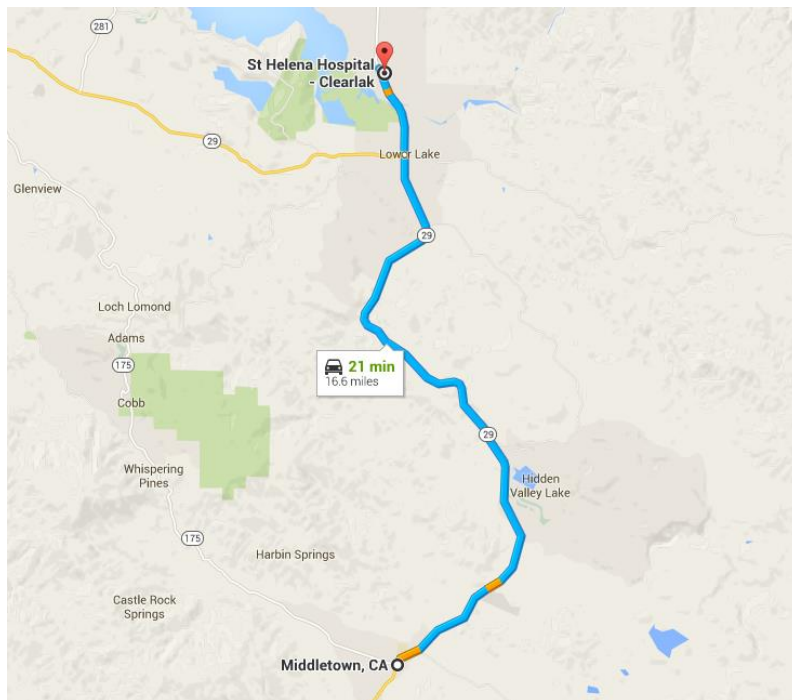 281
St Helena Hospital
- Clearlak
29
Lower Lake
Glenview
29
Loch Lomond
Adams
175
21 min
16.6 miles
Cobb
29
Whispering
Pines
Hidden
Valley Lake
175
Harbin Springs
Castle Rock
Springs
Middletown, CA